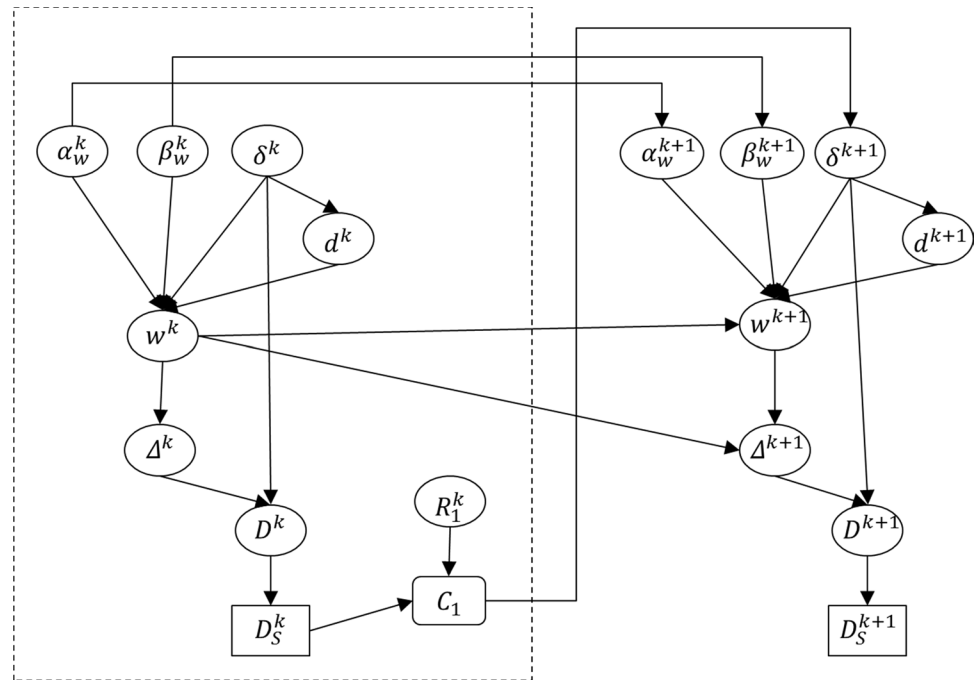 α_w^k β_w^k δ^k α_w^{k+1} β_w^{k+1} δ^{k+1}
d^k d^{k+1}
w^k w^{k+1}
Δ^k Δ^{k+1}
R_1^k
D^k D^{k+1}
C_1
D_S^k D_S^{k+1}